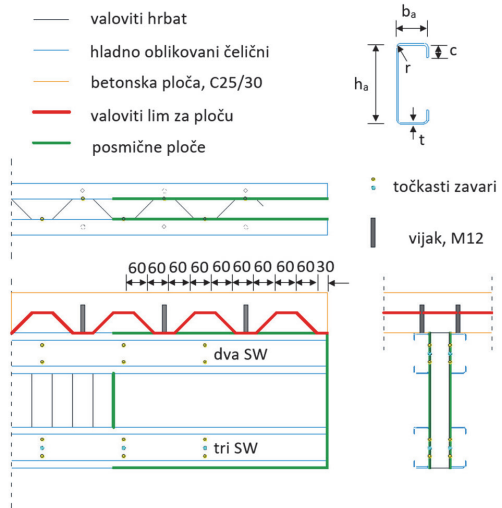 valoviti hrbat
hladno oblikovani čelični
betonska ploča, C25/30
valoviti lim za ploču
posmične ploče
bₐ
c
r
hₐ
t
točkasti zavari
vijak, M12
60 60 60 60 60 60 60 60 60 30
dva SW
tri SW